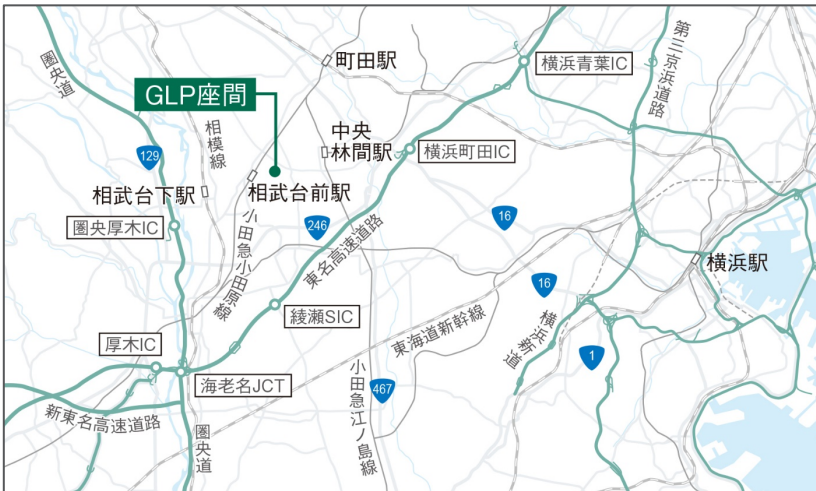 圏央道
GLP座間
町田駅
横浜青葉IC
第三京浜道路
相模線
中央
林間駅
横浜町田IC
129
相武台下駅
相武台前駅
圏央厚木IC
246
16
小田急小田原線
東名高速道路
16
横浜駅
綾瀬SIC
東海道新幹線
横浜新道
厚木IC
海老名JCT
小田急江ノ島線
467
1
新東名高速道路
圏央道